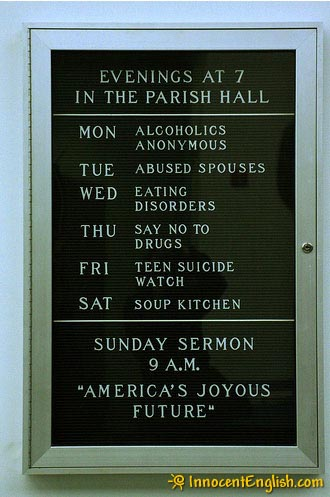 EVENINGS AT 7
IN THE PARISH HALL
MON ALCOHOLICS
ANONYMOUS
TUE ABUSED SPOUSES
WED EATING
DISORDERS
THU SAY NO TO
DRUGS
FRI TEEN SUICIDE
WATCH
SAT SOUP KITCHEN
SUNDAY SERMON
9 A.M.
"AMERICA'S JOYOUS
FUTURE"
InnocentEnglish.com